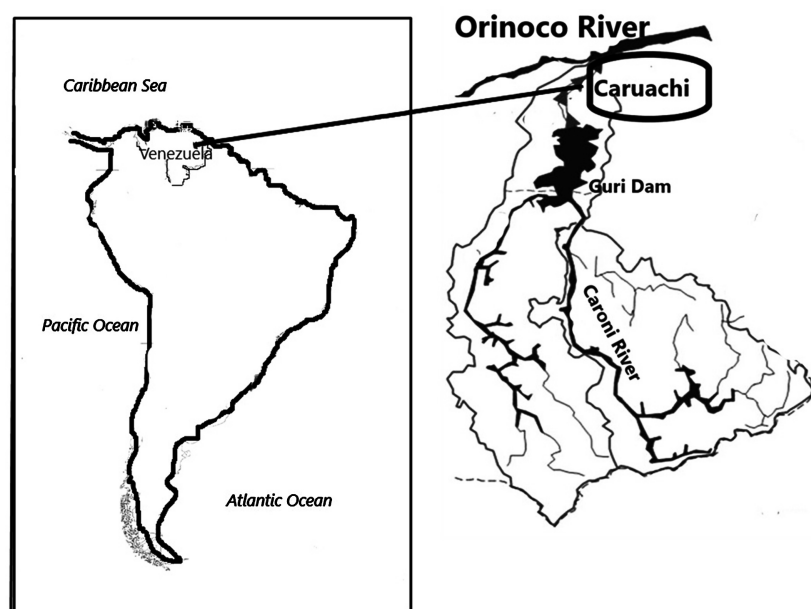 Caribbean Sea
Venezuela
Pacific Ocean
Atlantic Ocean
Orinoco River
Caruachi
Guri Dam
Caroni River